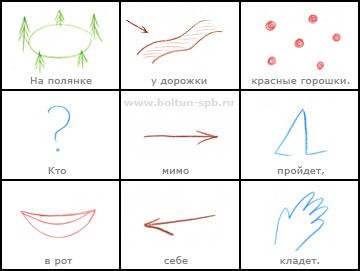 На полянке
у дорожки
красные горошки.
www.boltun-spb.ru
Кто
мимо
пройдет,
в рот
себе
кладет.